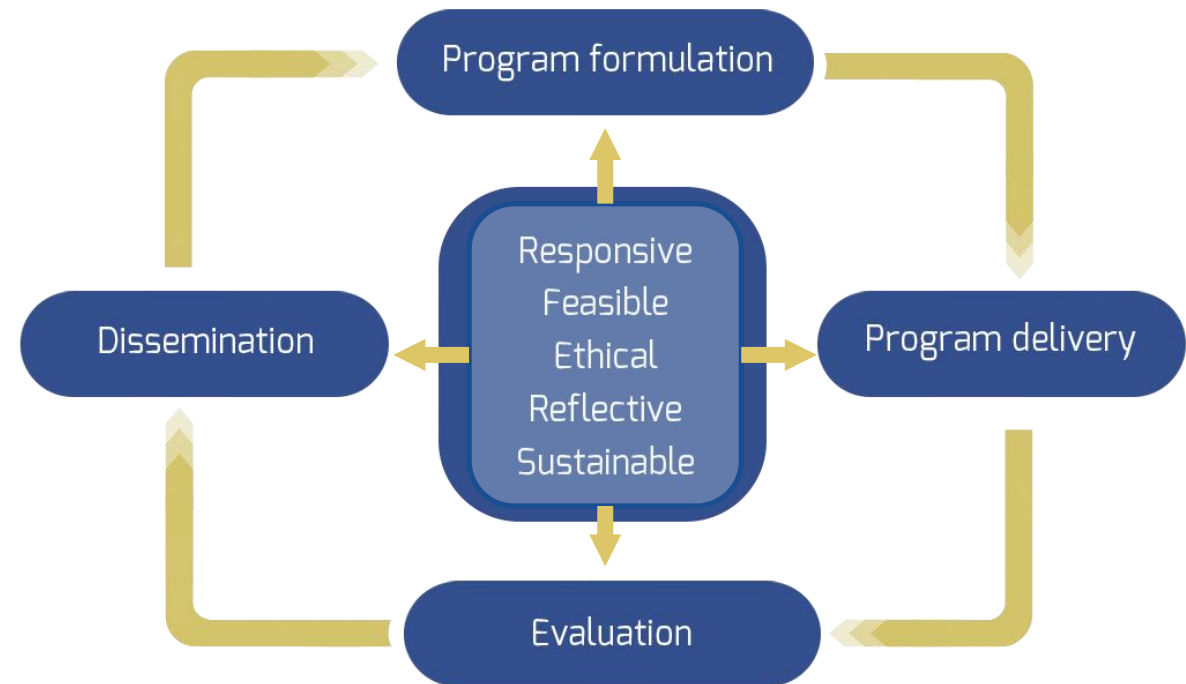 Program formulation
Responsive
Feasible
Ethical
Reflective
Sustainable
Dissemination
Program delivery
Evaluation